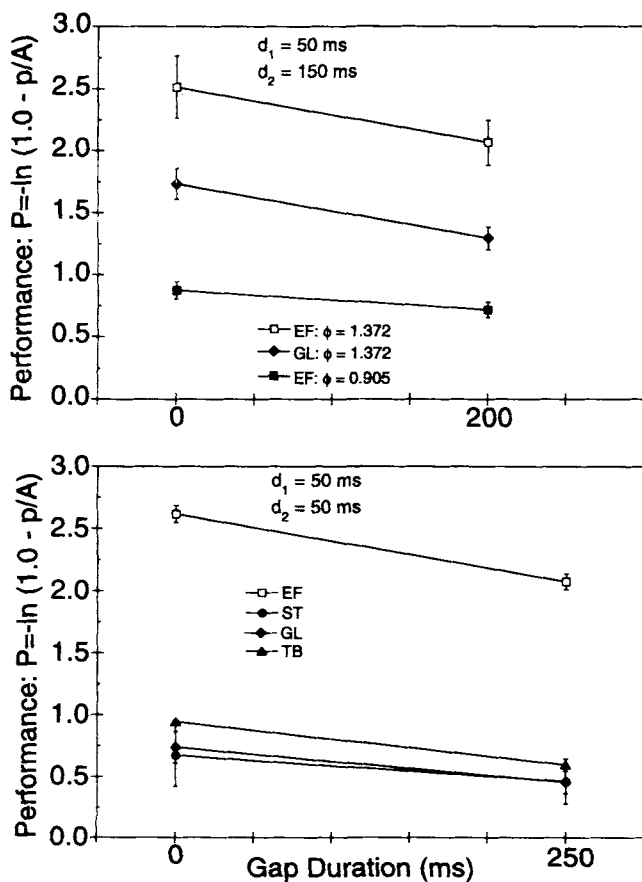 Performance: P=-ln (1.0 - p/A)
3.0
2.5
2.0
1.5
1.0
0.5
0.0
d1 = 50 ms
d2 = 150 ms
EF: ϕ = 1.372
GL: ϕ = 1.372
EF: ϕ = 0.905
0 200
Performance: P=-ln (1.0 - p/A)
3.0
2.5
2.0
1.5
1.0
0.5
0.0
d1 = 50 ms
d2 = 50 ms
EF
ST
GL
TB
0 250
Gap Duration (ms)